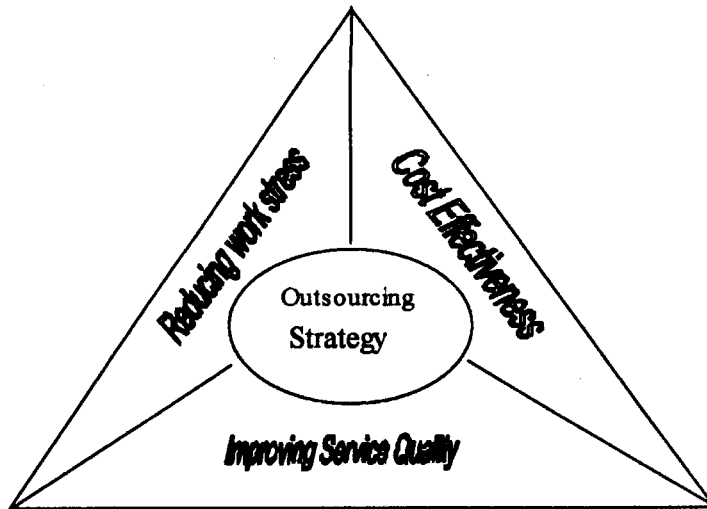 Reducing work stress
Cost Effectiveness
Outsourcing
Strategy
Improving Service Quality